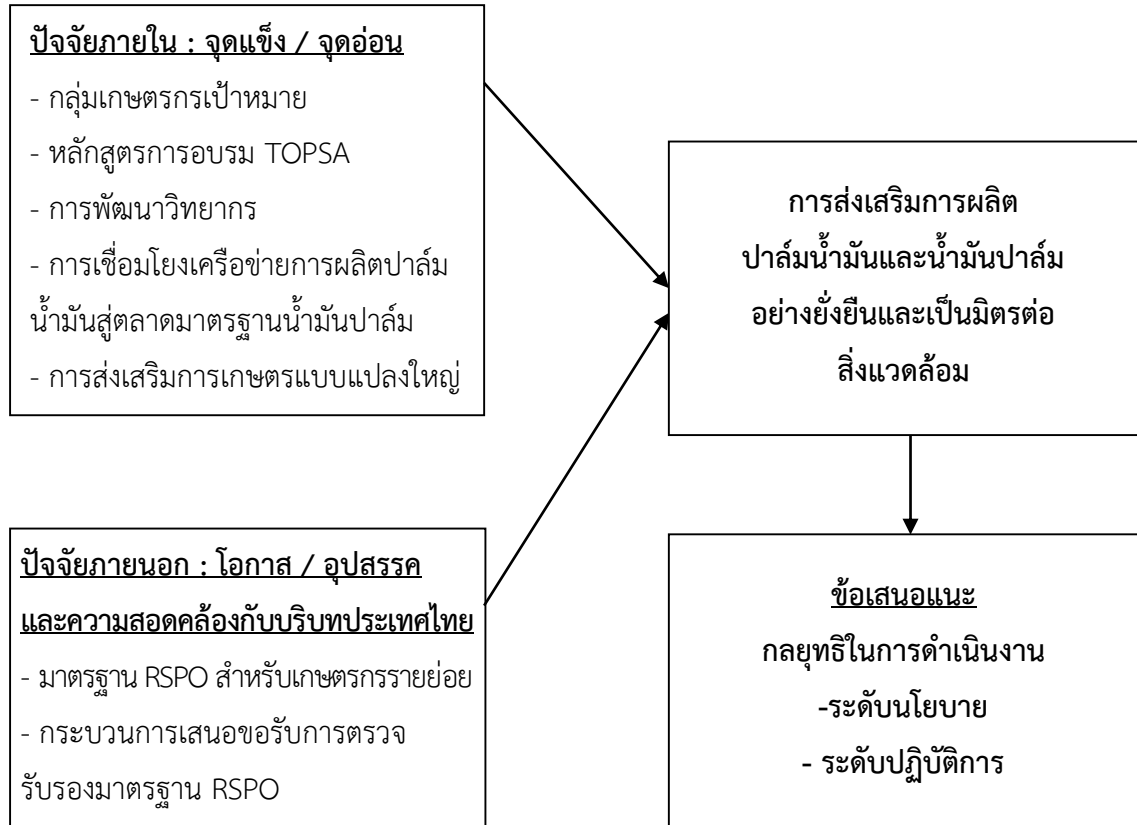 ปัจจัยภายใน : จุดแข็ง / จุดอ่อน
- กลุ่มเกษตรกรเป้าหมาย
- หลักสูตรการอบรม TOPSA
- การพัฒนาวิทยากร
- การเชื่อมโยงเครือข่ายการผลิตปาล์ม
น้ำมันสู่ตลาดมาตรฐานน้ำมันปาล์ม
- การส่งเสริมการเกษตรแบบแปลงใหญ่
การส่งเสริมการผลิต
ปาล์มน้ำมันและน้ำมันปาล์ม
อย่างยั่งยืนและเป็นมิตรต่อ
สิ่งแวดล้อม
ปัจจัยภายนอก : โอกาส / อุปสรรค
และความสอดคล้องกับบริบทประเทศไทย
- มาตรฐาน RSPO สำหรับเกษตรกรรายย่อย
- กระบวนการเสนอขอรับการตรวจ
รับรองมาตรฐาน RSPO
ข้อเสนอแนะ
กลยุทธิในการดำเนินงาน
-ระดับนโยบาย
- ระดับปฏิบัติการ